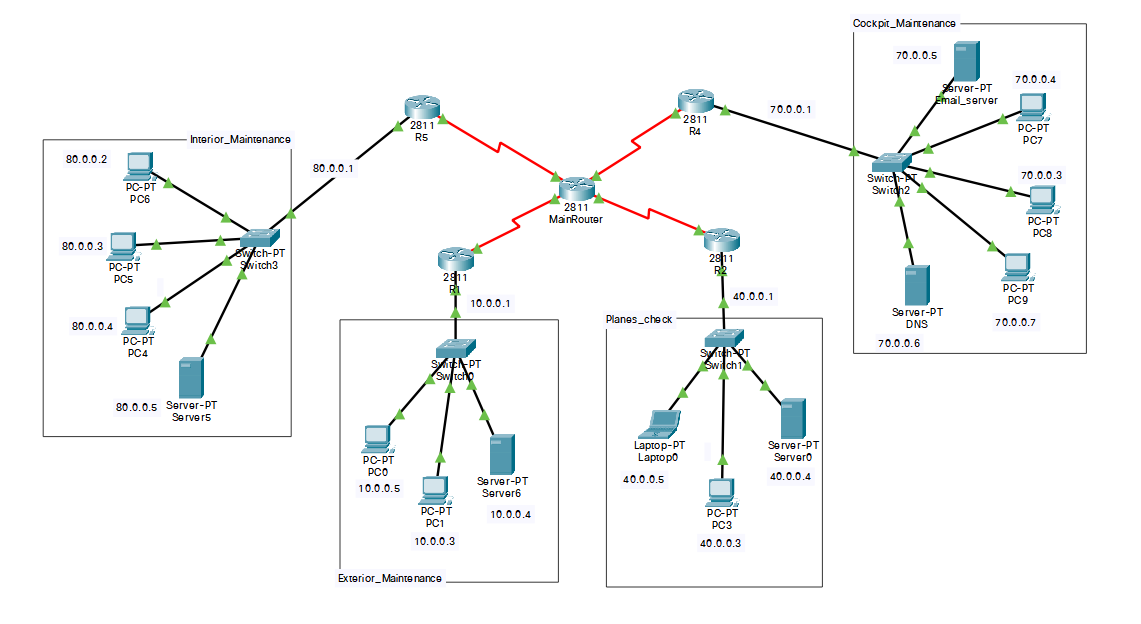 Cockpit_Maintenance
70.0.0.5
Server-PT
Email_server
70.0.0.4
PC-PT
PC7
2811
R5
2811
R4
70.0.0.1
Interior_Maintenance
80.0.0.2
PC-PT
PC6
80.0.0.1
Switch-PT
Switch2
70.0.0.3
PC-PT
PC8
2811
MainRouter
80.0.0.3
PC-PT
PC5
Switch-PT
Switch3
2811
R1
2811
R2
10.0.0.1
40.0.0.1
PC-PT
PC9
70.0.0.7
Server-PT
DNS
70.0.0.6
80.0.0.4
PC-PT
PC4
80.0.0.5
Server-PT
Server5
Switch-PT
Switch0
PC-PT
PC0
10.0.0.5
PC-PT
PC1
10.0.0.3
Server-PT
Server6
10.0.0.4
Exterior_Maintenance
Planes_check
Switch-PT
Switch1
Laptop-PT
Laptop0
40.0.0.5
Server-PT
Server0
40.0.0.4
PC-PT
PC3
40.0.0.3